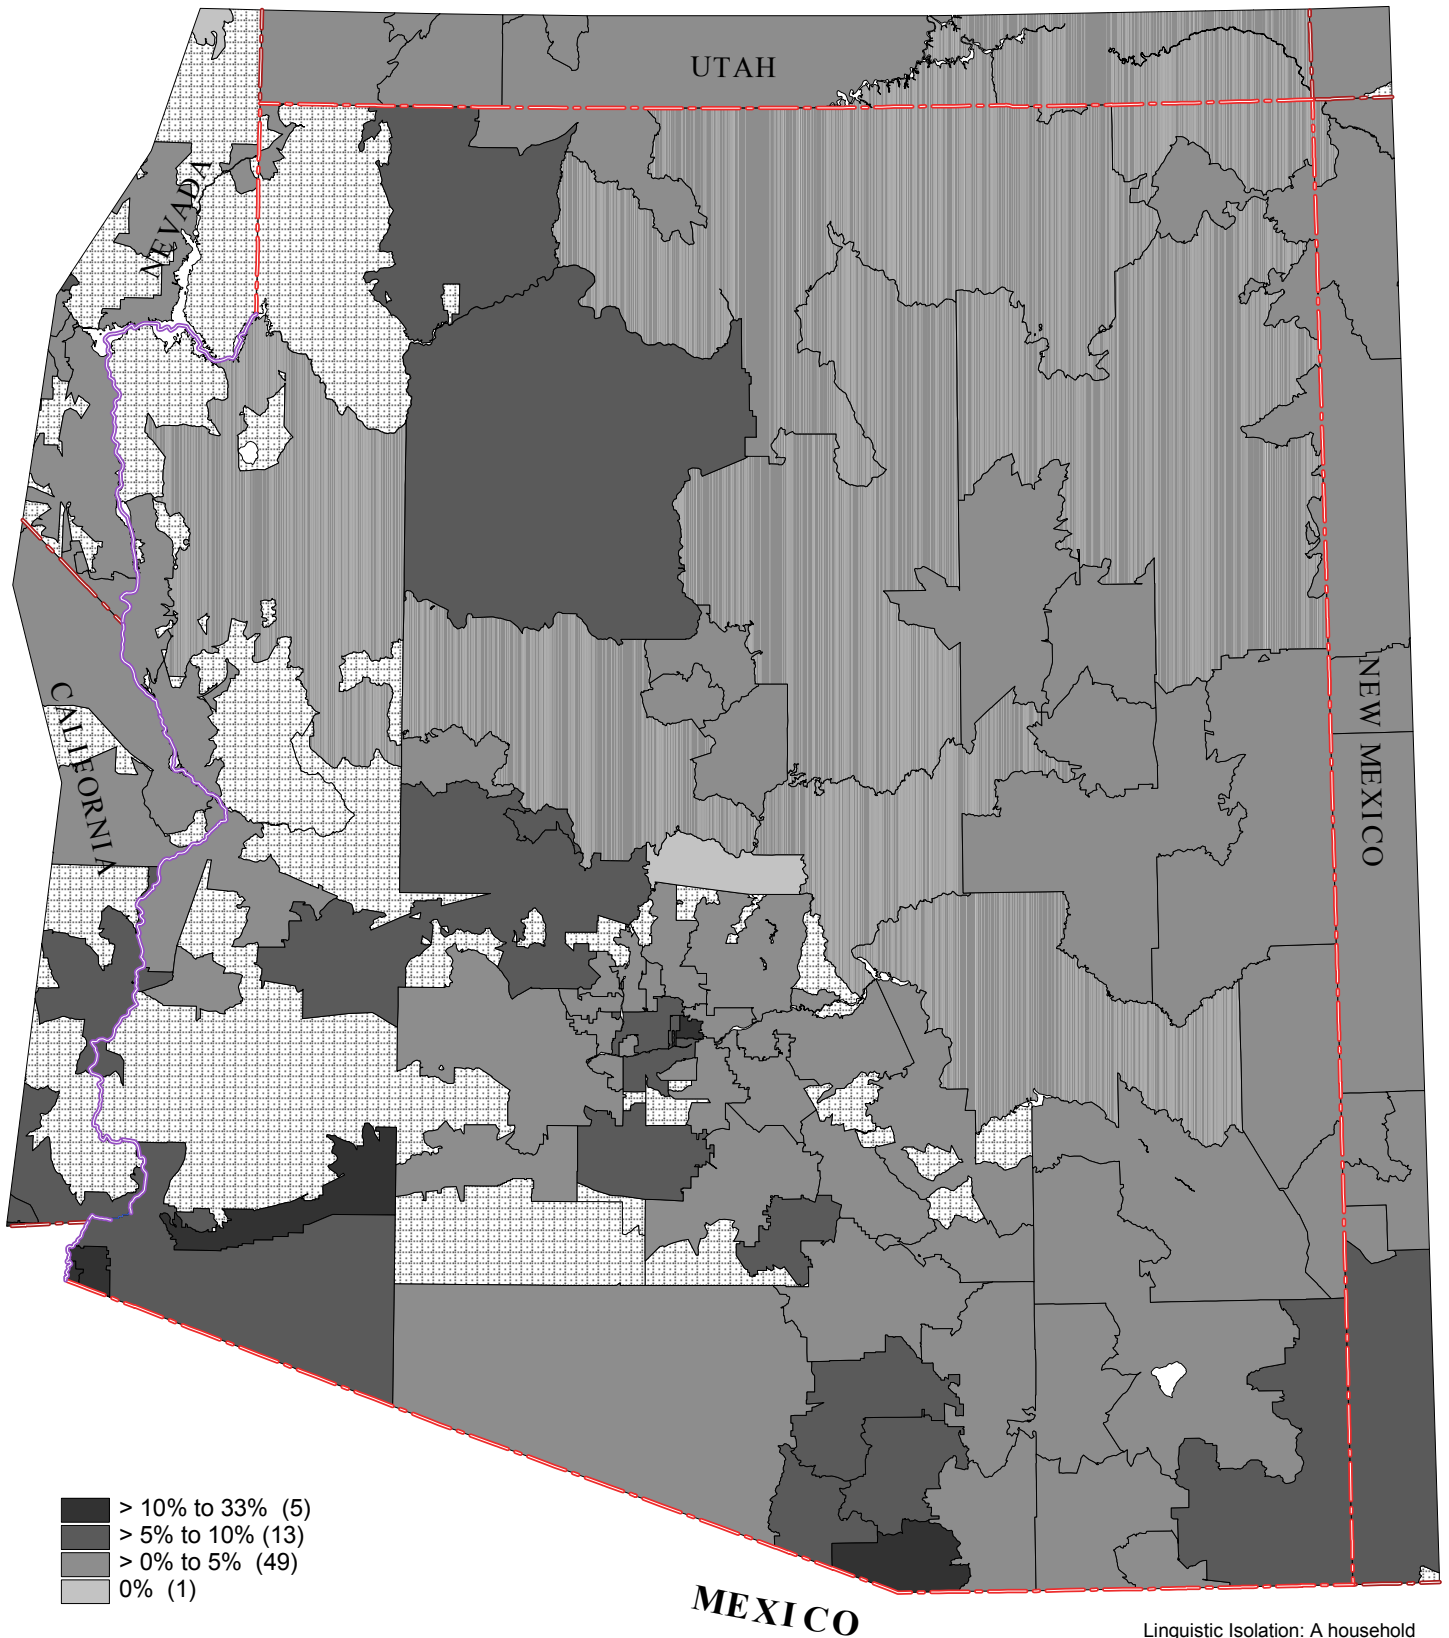 UTAH
NEVADA
CALIFORNIA
NEW MEXICO
> 10% to 33% (5)
> 5% to 10% (13)
> 0% to 5% (49)
0% (1)
MEXICO
Linguistic Isolation: A household